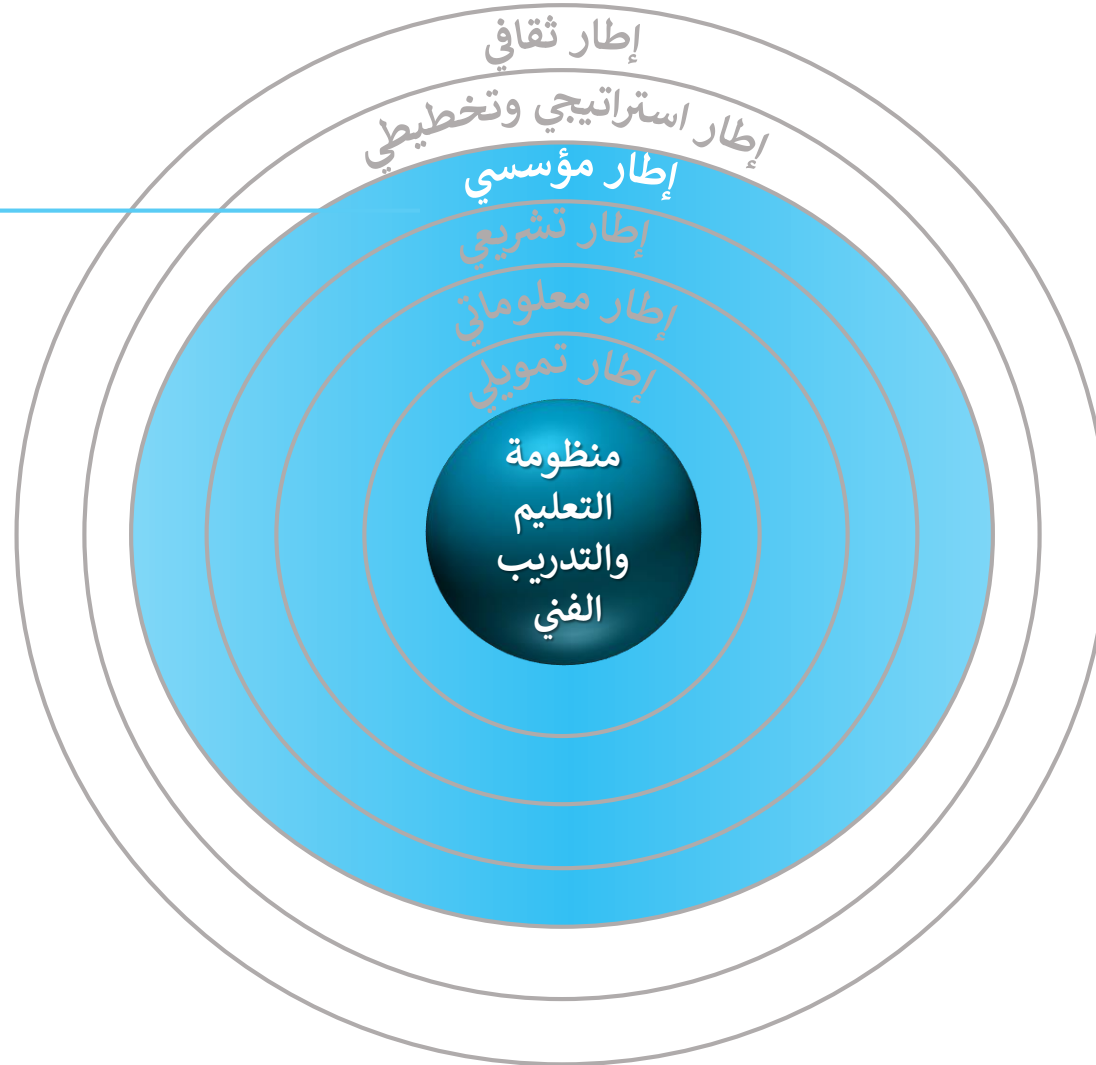 إطار ثقافي
إطار استراتيجي وتخطيطي
إطار مؤسسي
إطار تشريعي
إطار معلوماتي
إطار تمويلي
منظومة
التعليم
والتدريب
الفني